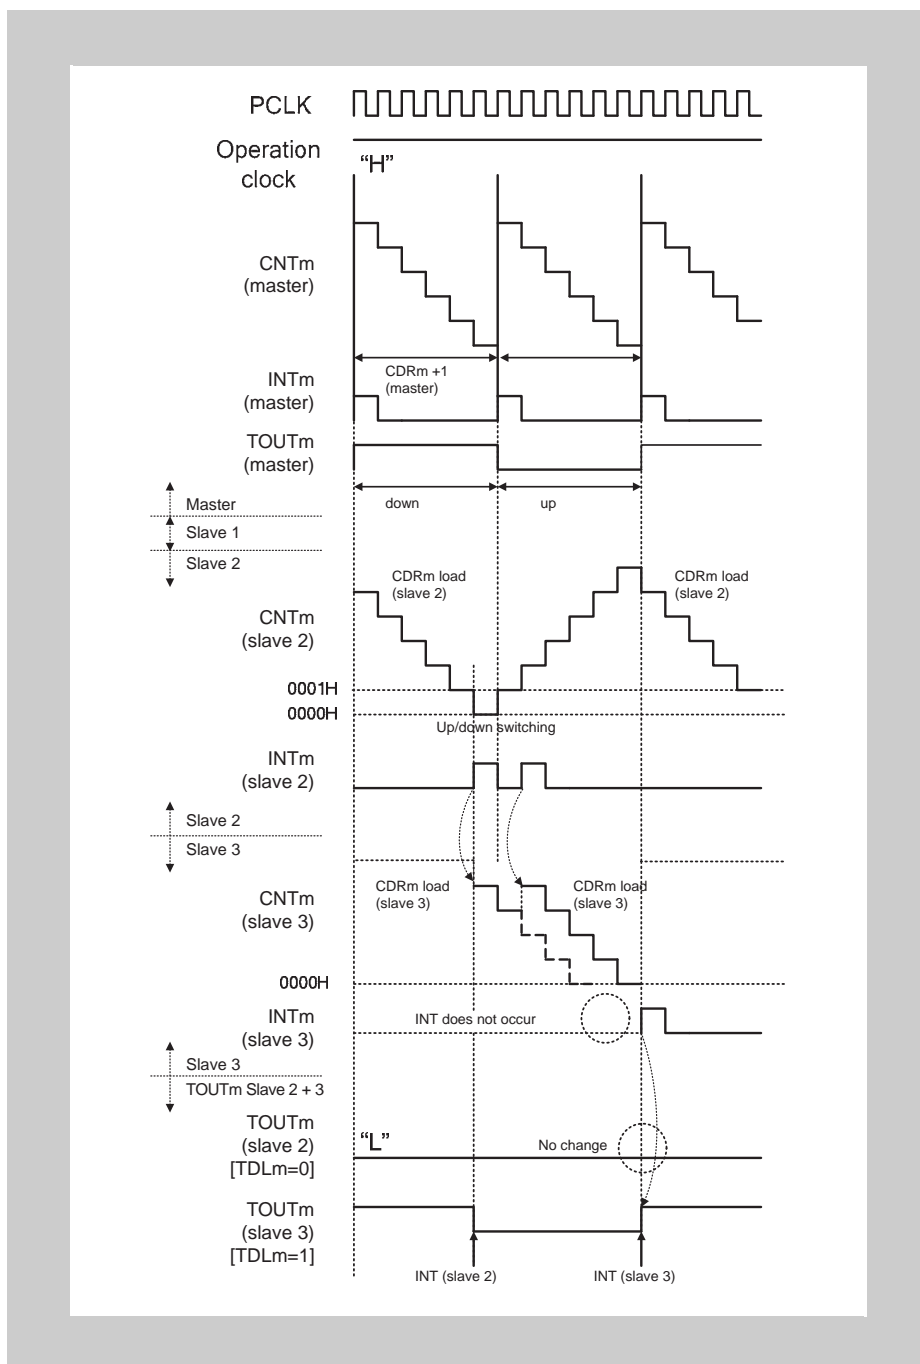 PCLK
Operation
clock
“H”
CNTm
(master)
CDRm +1
(master)
INTm
(master)
TOUTm
(master)
down
up
Master
Slave 1
Slave 2
CDRm load
(slave 2)
CDRm load
(slave 2)
CNTm
(slave 2)
0001H
0000H
Up/down switching
INTm
(slave 2)
Slave 2
Slave 3
CDRm load
(slave 3)
CDRm load
(slave 3)
CNTm
(slave 3)
0000H
INTm
(slave 3)
INT does not occur
Slave 3
TOUTm Slave 2 + 3
TOUTm
(slave 2)
[TDLm=0]
“L”
No change
TOUTm
(slave 3)
[TDLm=1]
INT (slave 2)
INT (slave 3)